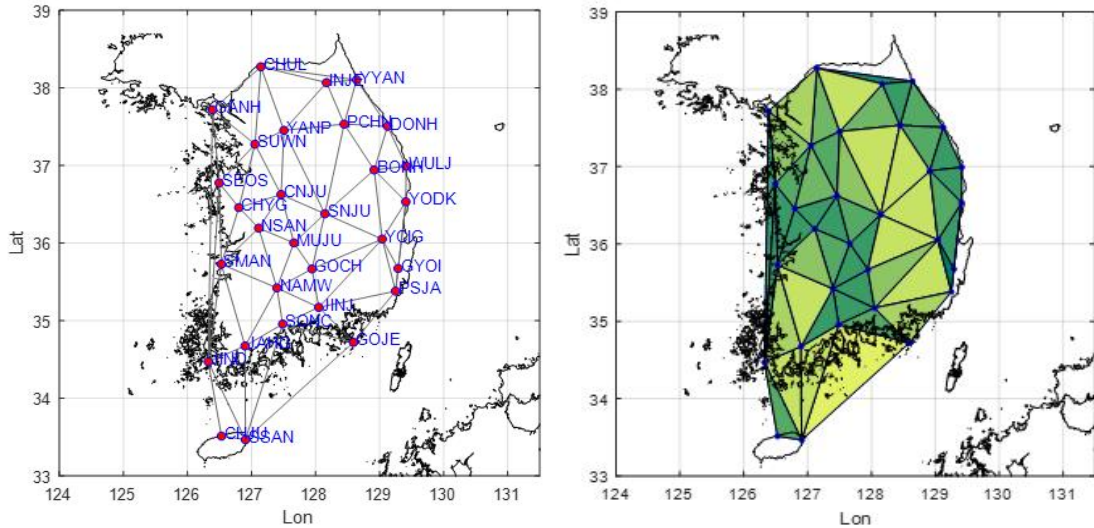 39
38
37
36
35
34
33
Lat
124 125 126 127 128 129 130 131
Lon
CHUL
INJE
YYAN
GANH
YANP
PCHN
DONH
SUWN
WULJ
BONH
SEOS
CNJU
YODK
CHYG
SNJU
NSAN
MUJU
YCIG
SMAN
GOCH
GYOI
NAMW
PSJA
JINJ
SONC
GOJE
JAHG
JIND
CHJU
SSAN
39
38
37
36
35
34
33
Lat
124 125 126 127 128 129 130 131
Lon